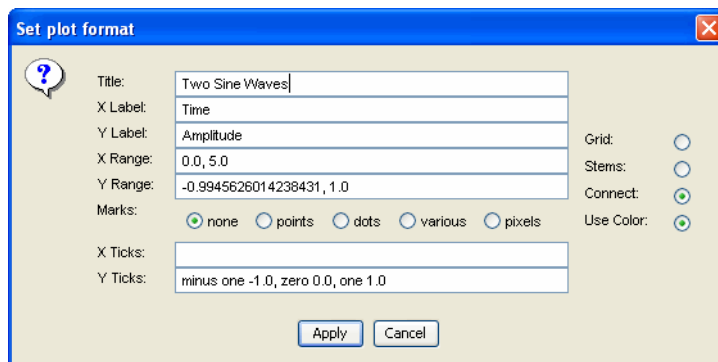 Set plot format
?
Title: Two Sine Waves
X Label: Time
Y Label: Amplitude
X Range: 0.0, 5.0
Y Range: -0.9945626014238431, 1.0
Marks: none points dots various pixels
X Ticks:
Y Ticks: minus one -1.0, zero 0.0, one 1.0
Grid:
Stems:
Connect:
Use Color:
Apply Cancel